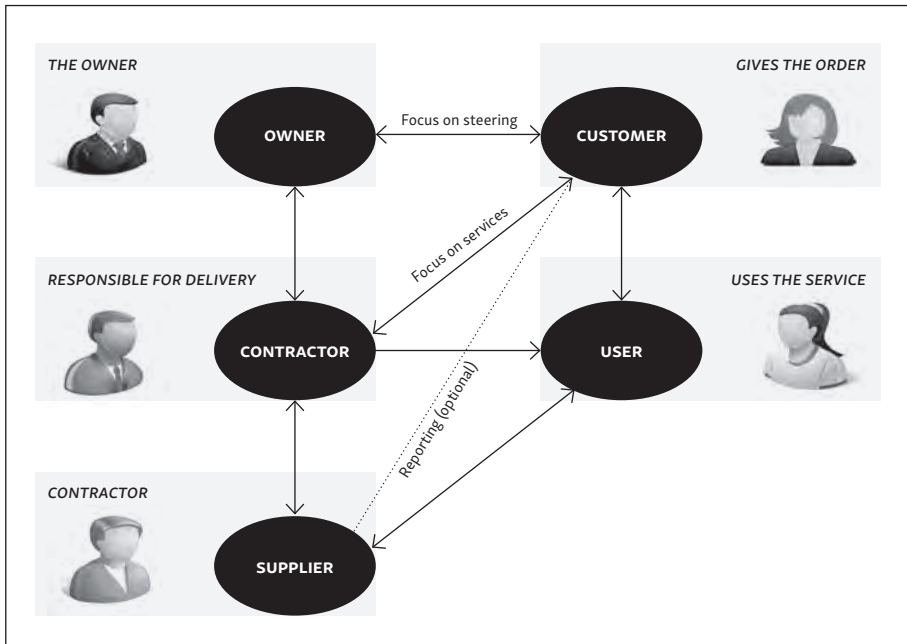 THE OWNER
GIVES THE ORDER
OWNER
Focus on steering
CUSTOMER
Focus on services
RESPONSIBLE FOR DELIVERY
USES THE SERVICE
CONTRACTOR
USER
Reporting (optional)
CONTRACTOR
SUPPLIER